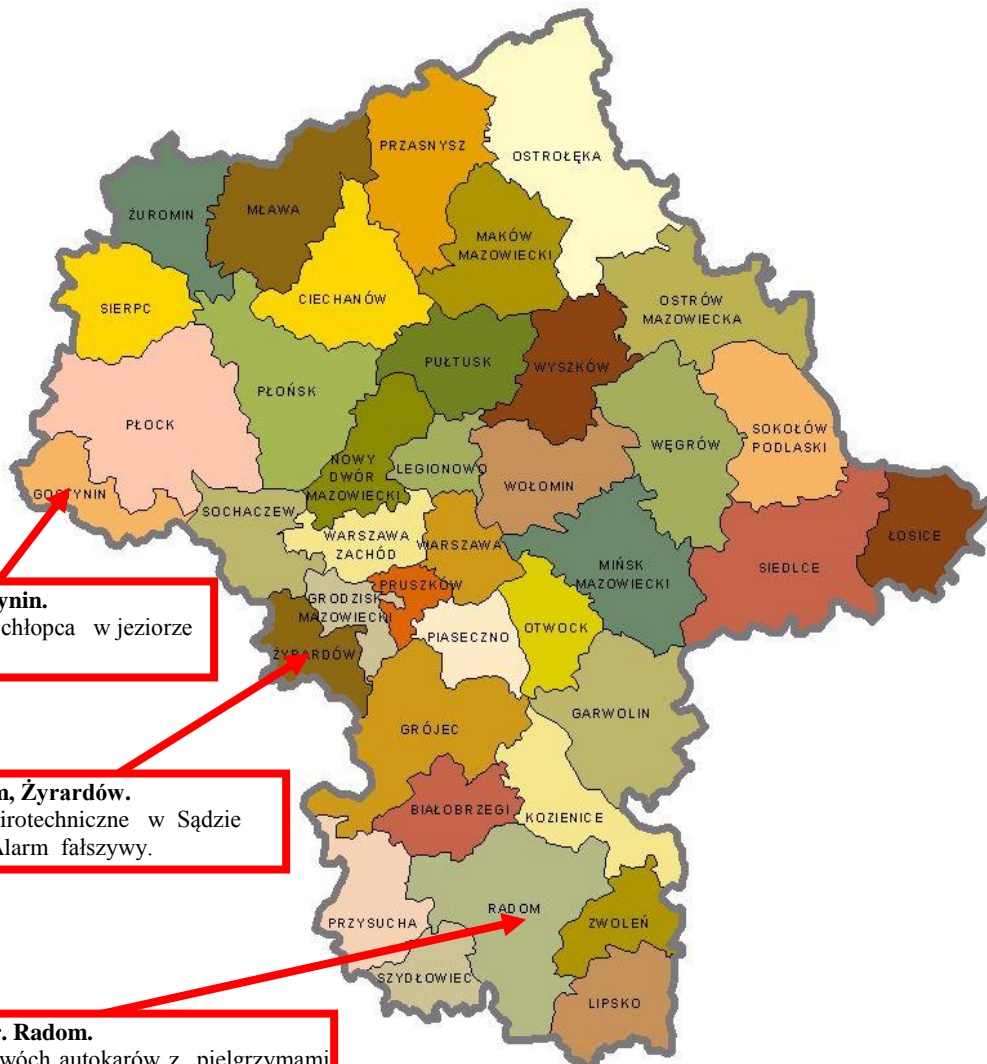 PRZASNYSZ
OSTROŁĘKA
ŻUROMIN
MŁAWA
MAKÓW
MAZOWIECKI
SIERPC
CIECHANÓW
OSTRÓW
MAZOWIECKA
PUŁTUSK
WYSZKÓW
PŁOŃSK
PŁOCK
SOKOŁÓW
PODLASKI
WĘGRÓW
NOWY
DWÓR
MAZOWIECKI
LEGIONOWO
WOŁOMIN
GOSTYNIN
SOCHACZEW
WARSZAWA
ZACHÓD
WARSZAWA
MIŃSK
MAZOWIECKI
SIEDLCE
ŁOSICE
PRUSZKÓW
GRODZISK
MAZOWIECKI
PIASECZNO
OTWOCK
ŻYRARDÓW
GARWOLIN
GRÓJEC
BIAŁOBRZEGI
KOZIENICE
RADOM
ZWOLEŃ
PRZYSUCHA
SZYDŁOWIEC
LIPSKO
ynin.
chłopca w jeziorze
, Żyrardów.
irotechniczne w Sądzie
Alarm fałszywy.
. Radom.
wóch autokarów z pielgrzymami